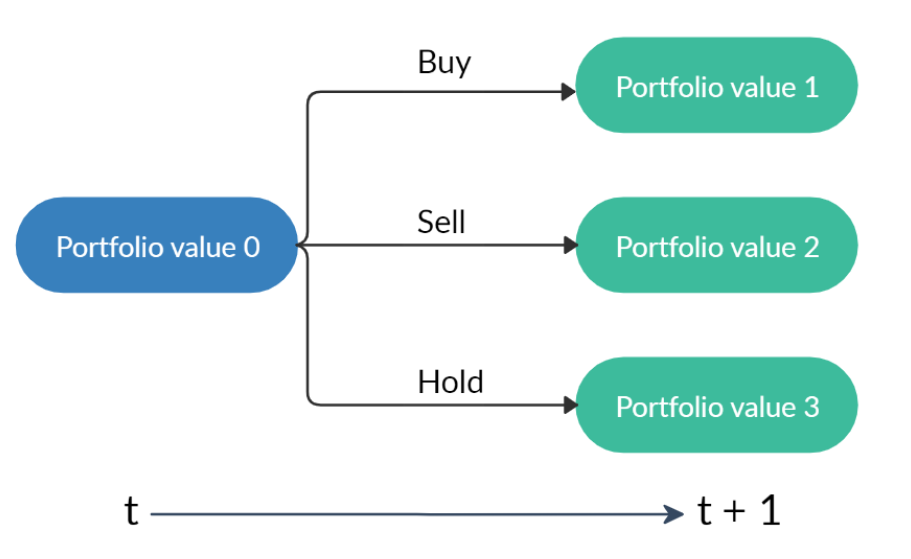 Buy
Portfolio value 1
Portfolio value 0
Sell
Portfolio value 2
Hold
Portfolio value 3
t
t + 1